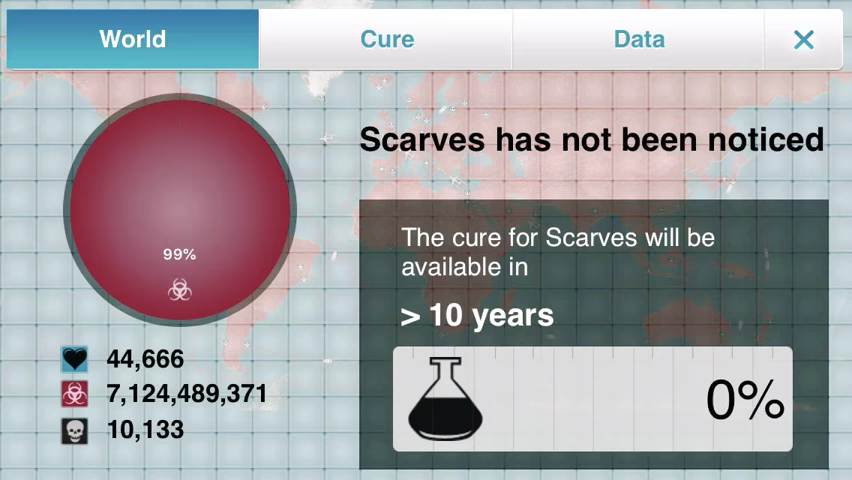 World
Cure
Data
Scarves has not been noticed
99%
The cure for Scarves will be
available in
> 10 years
0%
44,666
7,124,489,371
10,133